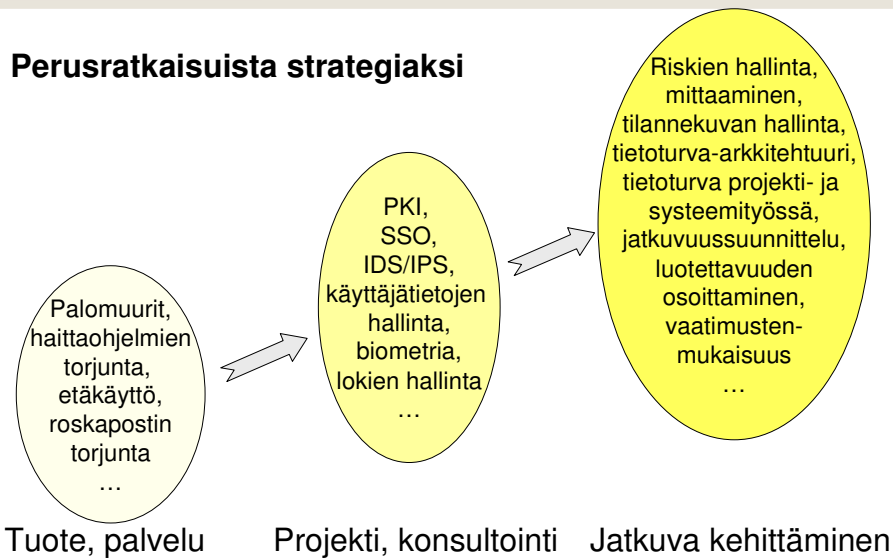 Perusratkaisuista strategiaksi
Palomuurit,
haittaohjelmien
torjunta,
etäkäyttö,
roskapostin
torjunta
…
PKI,
SSO,
IDS/IPS,
käyttäjätietojen
hallinta,
biometria,
lokien hallinta
…
Riskien hallinta,
mittaaminen,
tilannekuvan hallinta,
tietoturva-arkkitehtuuri,
tietoturva projekti- ja
systeemityössä,
jatkuvuussuunnittelu,
luotettavuuden
osoittaminen,
vaatimusten-
mukaisuus
…
Tuote, palvelu
Projekti, konsultointi
Jatkuva kehittäminen